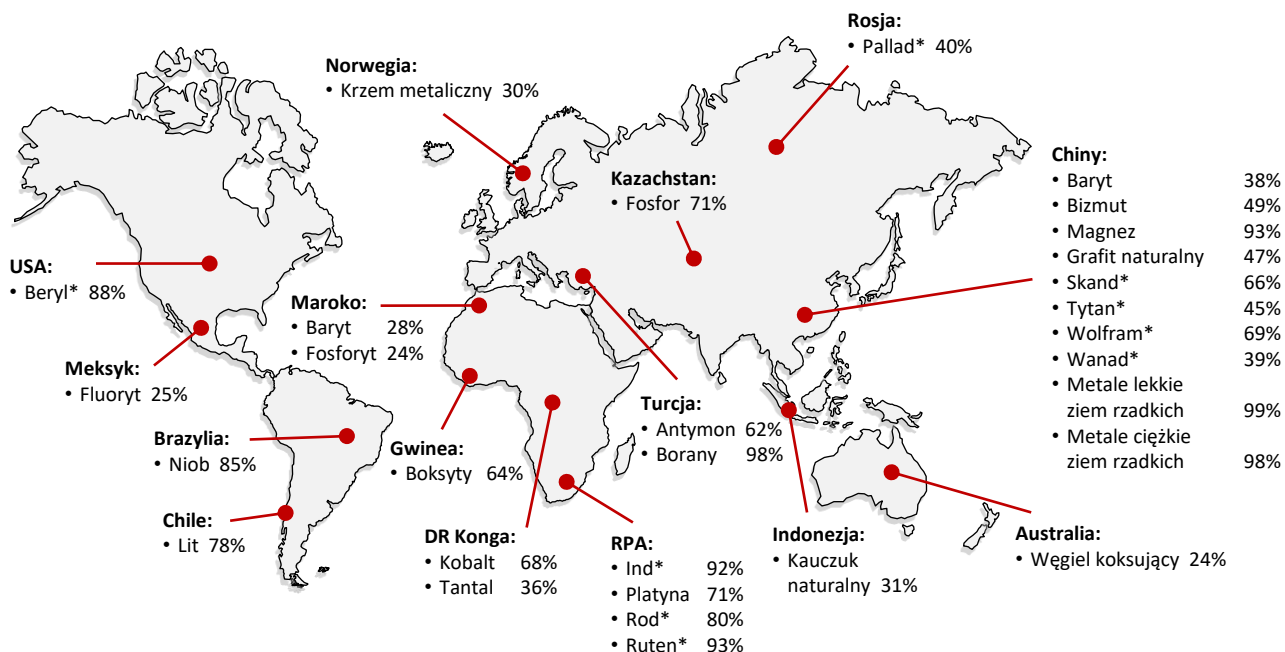 Rosja:
• Pallad* 40%
Norwegia:
• Krzem metaliczny 30%
Kazachstan:
• Fosfor 71%
Chiny:
• Baryt 38%
• Bizmut 49%
• Magnez 93%
• Grafit naturalny 47%
• Skand* 66%
• Tytan* 45%
• Wolfram* 69%
• Wanad* 39%
• Metale lekkie
ziem rzadkich 99%
• Metale ciężkie
ziem rzadkich 98%
USA:
• Beryl* 88%
Maroko:
• Baryt 28%
• Fosforyt 24%
Meksyk:
• Fluoryt 25%
Brazylia:
• Niob 85%
Gwinea:
• Boksyty 64%
Turcja:
• Antymon 62%
• Borany 98%
Chile:
• Lit 78%
DR Konga:
• Kobalt 68%
• Tantal 36%
RPA:
• Ind* 92%
• Platyna 71%
• Rod* 80%
• Ruten* 93%
Indonezja:
• Kauczuk
naturalny 31%
Australia:
• Węgiel koksujący 24%